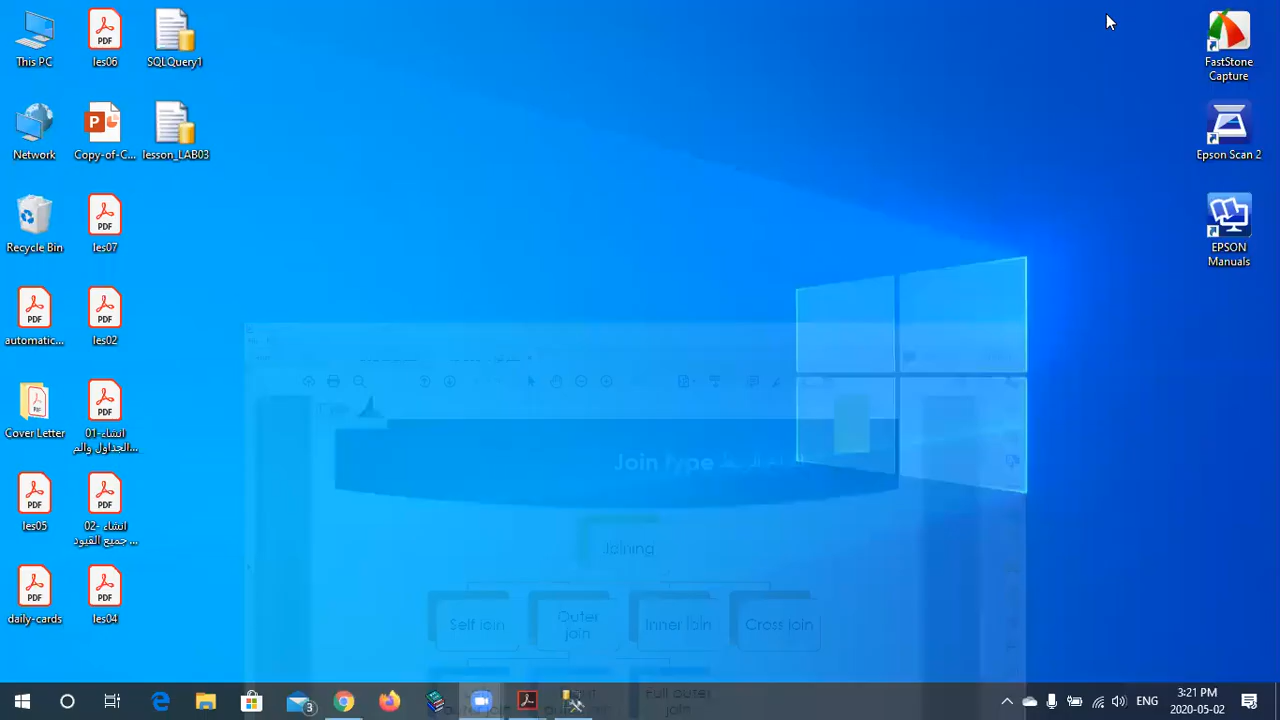 This PC
les06
SQLQuery1
FastStone
Capture
Network
Copy-of-C...
lesson_LAB03
Epson Scan 2
Recycle Bin
les07
EPSON
Manuals
automatic...
les02
Cover Letter
01-انشاء
الجداول والم...
Join type
Joining
les05
02- انشاء
جميع القيود ...
Self join
Outer
join
Inner join
Cross join
daily-cards
les04
Full outer
join
3
ENG
3:21 PM
2020-05-02